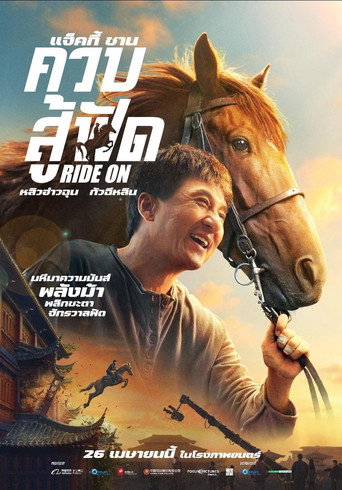 แจ็คกี้ ชาน
ควบ
สู้ฟัด
RIDE ON
หลิวฮ่าวฉุน กัวฉีหลิน
มหึมาความมันส์
พลังม้า
พลิกชะตา
จักรวาลฟัด
26 เมษายนนี้ ในโรงภาพยนตร์